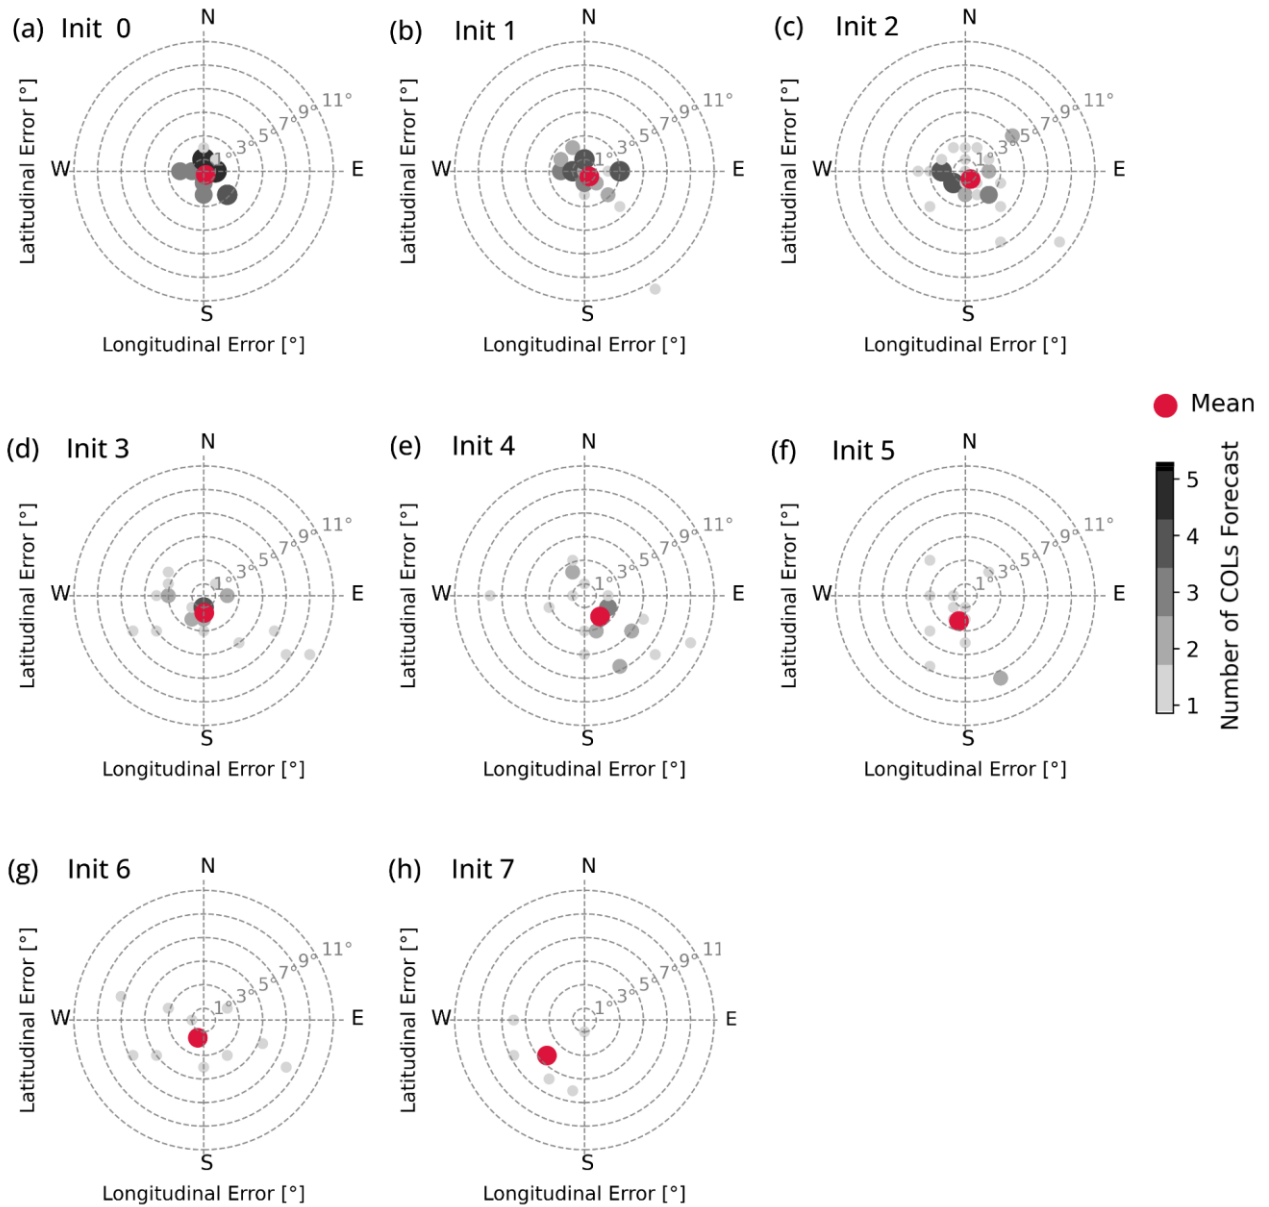 (a) Init 0
N
W
E
S
1° 3° 5° 7° 9° 11°
Latitudinal Error [°]
Longitudinal Error [°]
(b) Init 1
N
W
E
S
1° 3° 5° 7° 9° 11°
Latitudinal Error [°]
Longitudinal Error [°]
(c) Init 2
N
W
E
S
1° 3° 5° 7° 9° 11°
Latitudinal Error [°]
Longitudinal Error [°]
(d) Init 3
N
W
E
S
1° 3° 5° 7° 9° 11°
Latitudinal Error [°]
Longitudinal Error [°]
(e) Init 4
N
W
E
S
1° 3° 5° 7° 9° 11°
Latitudinal Error [°]
Longitudinal Error [°]
(f) Init 5
N
W
E
S
1° 3° 5° 7° 9° 11°
Latitudinal Error [°]
Longitudinal Error [°]
Mean
5
4
3
2
1
Number of COLs Forecast
(g) Init 6
N
W
E
S
1° 3° 5° 7° 9° 11°
Latitudinal Error [°]
Longitudinal Error [°]
(h) Init 7
N
W
E
S
1° 3° 5° 7° 9° 11
Latitudinal Error [°]
Longitudinal Error [°]